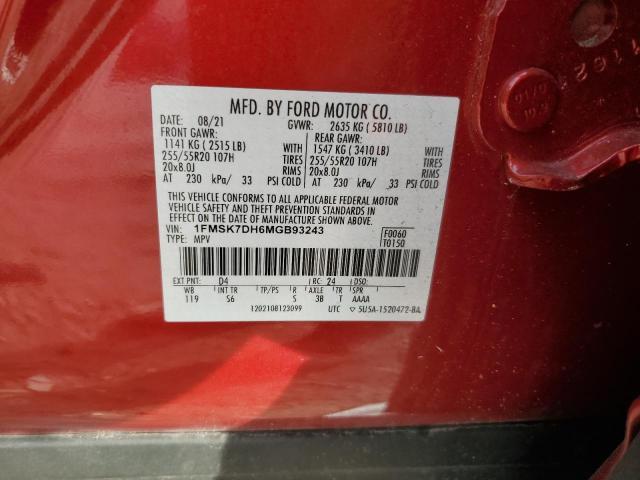 MFD. BY FORD MOTOR CO.
DATE: 08/21 GVWR: 2635 KG ( 5810 LB)
FRONT GAWR: REAR GAWR:
1141 KG ( 2515 LB) WITH 1547 KG ( 3410 LB) WITH
255/55R20 107H TIRES 255/55R20 107H TIRES
20x8.0J RIMS 20x8.0J RIMS
AT 230 kPa/ 33 PSI COLD AT 230 kPa/ 33 PSI COLD
THIS VEHICLE CONFORMS TO ALL APPLICABLE FEDERAL MOTOR
VEHICLE SAFETY AND THEFT PREVENTION STANDARDS IN
EFFECT ON THE DATE OF MANUFACTURE SHOWN ABOVE.
VIN: 1FMSK7DH6MGB93243 F0060
TYPE: MPV T0150
EXT PNT: D4 RC: 24 DSO:
WB INT TR TP/PS R AXLE TR SPR
119 S6 S 3B T AAAA
1202108123099 UTC ▽ 5U5A-1520472-BA